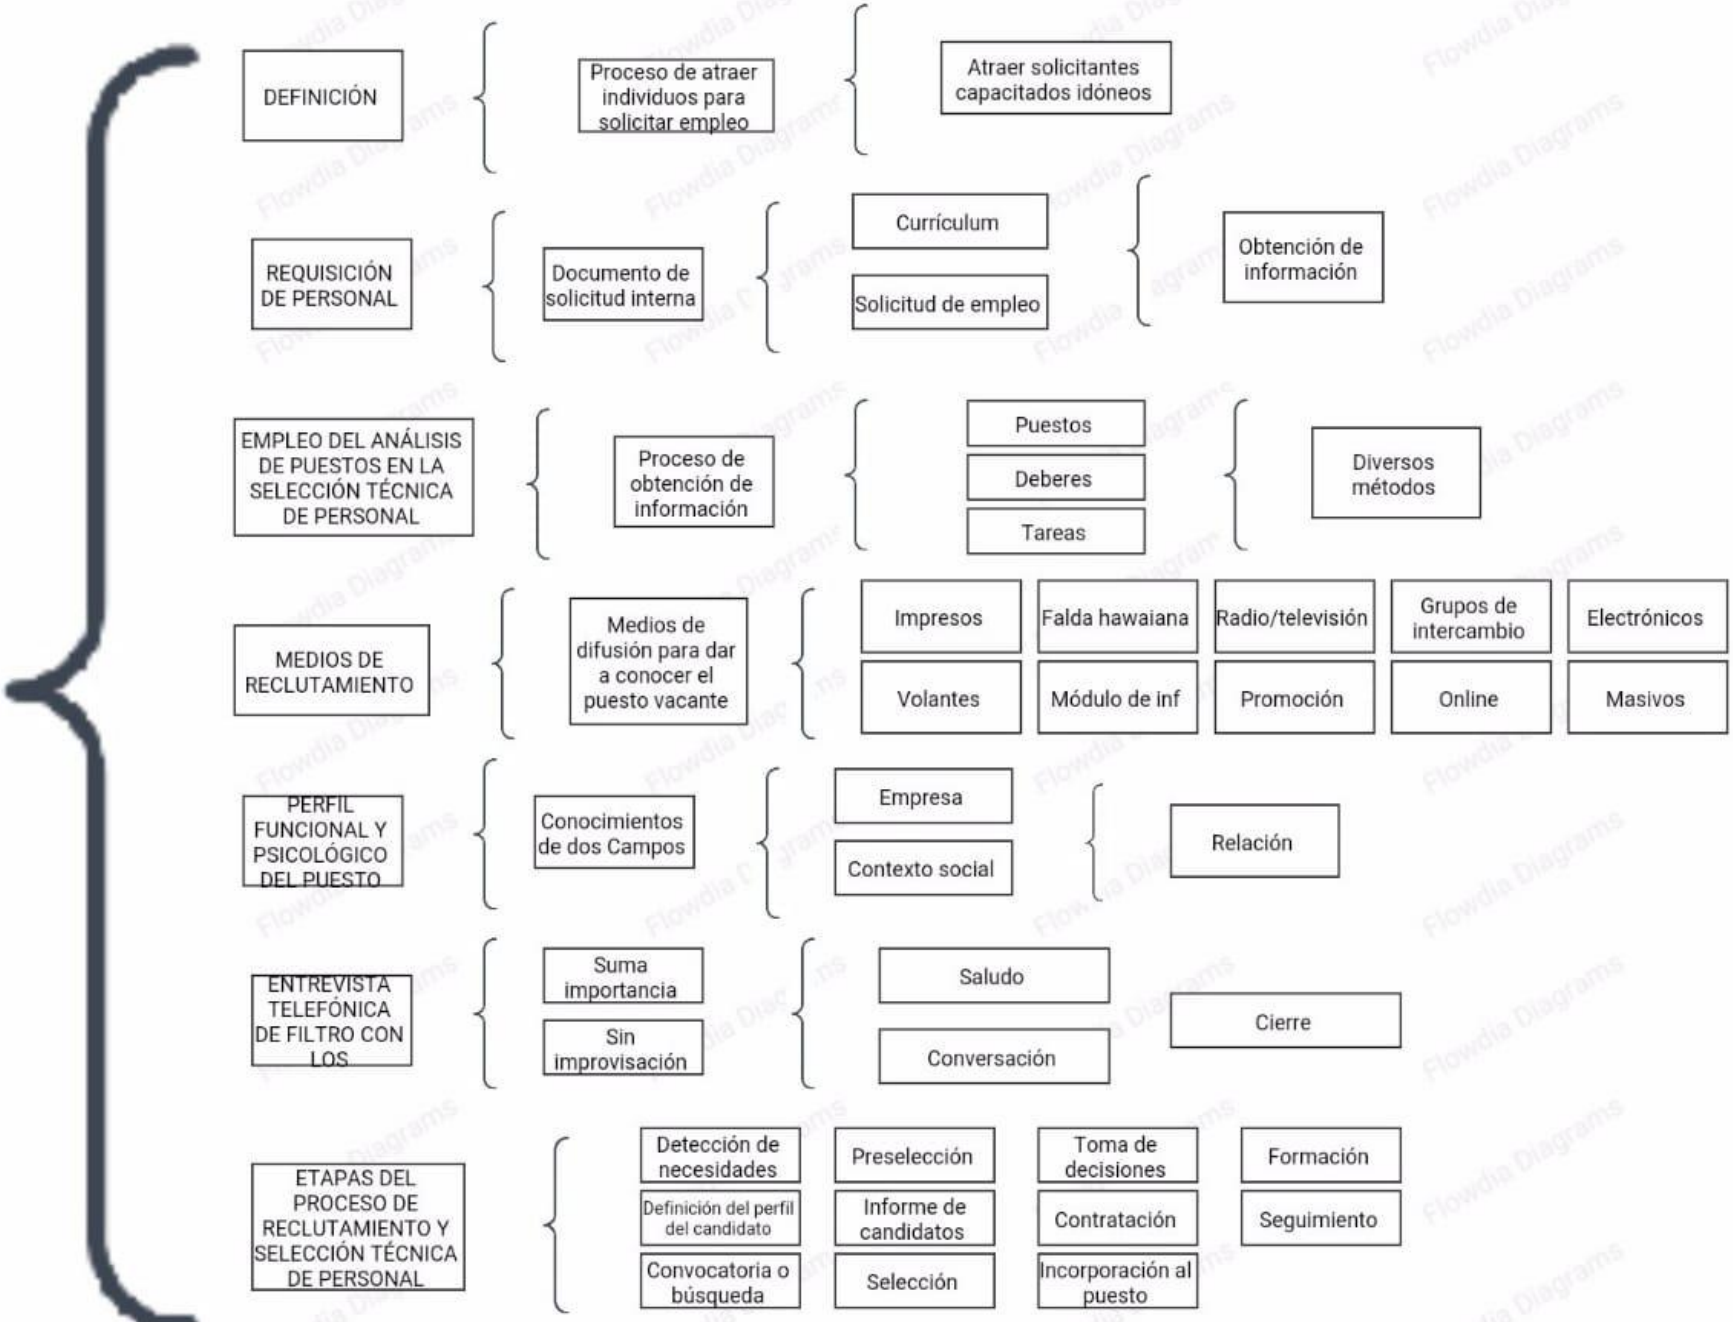 DEFINICIÓN
Proceso de atraer
individuos para
solicitar empleo
Atraer solicitantes
capacitados idóneos
REQUISICIÓN
DE PERSONAL
Documento de
solicitud interna
Currículum
Solicitud de empleo
Obtención de
información
EMPLEO DEL ANÁLISIS
DE PUESTOS EN LA
SELECCIÓN TÉCNICA
DE PERSONAL
Proceso de
obtención de
información
Puestos
Deberes
Tareas
Diversos
métodos
MEDIOS DE
RECLUTAMIENTO
Medios de
difusión para dar
a conocer el
puesto vacante
Impresos
Falda hawaiana
Radio/televisión
Grupos de
intercambio
Electrónicos
Volantes
Módulo de inf
Promoción
Online
Masivos
PERFIL
FUNCIONAL Y
PSICOLÓGICO
DEL PUESTO
Conocimientos
de dos Campos
Empresa
Contexto social
Relación
ENTREVISTA
TELEFÓNICA
DE FILTRO CON
LOS
Suma
importancia
Sin
improvisación
Saludo
Conversación
Cierre
ETAPAS DEL
PROCESO DE
RECLUTAMIENTO Y
SELECCIÓN TÉCNICA
DE PERSONAL
Detección de
necesidades
Definición del perfil
del candidato
Convocatoria o
búsqueda
Preselección
Informe de
candidatos
Selección
Toma de
decisiones
Contratación
Incorporación al
puesto
Formación
Seguimiento
Flowdia Diagrams